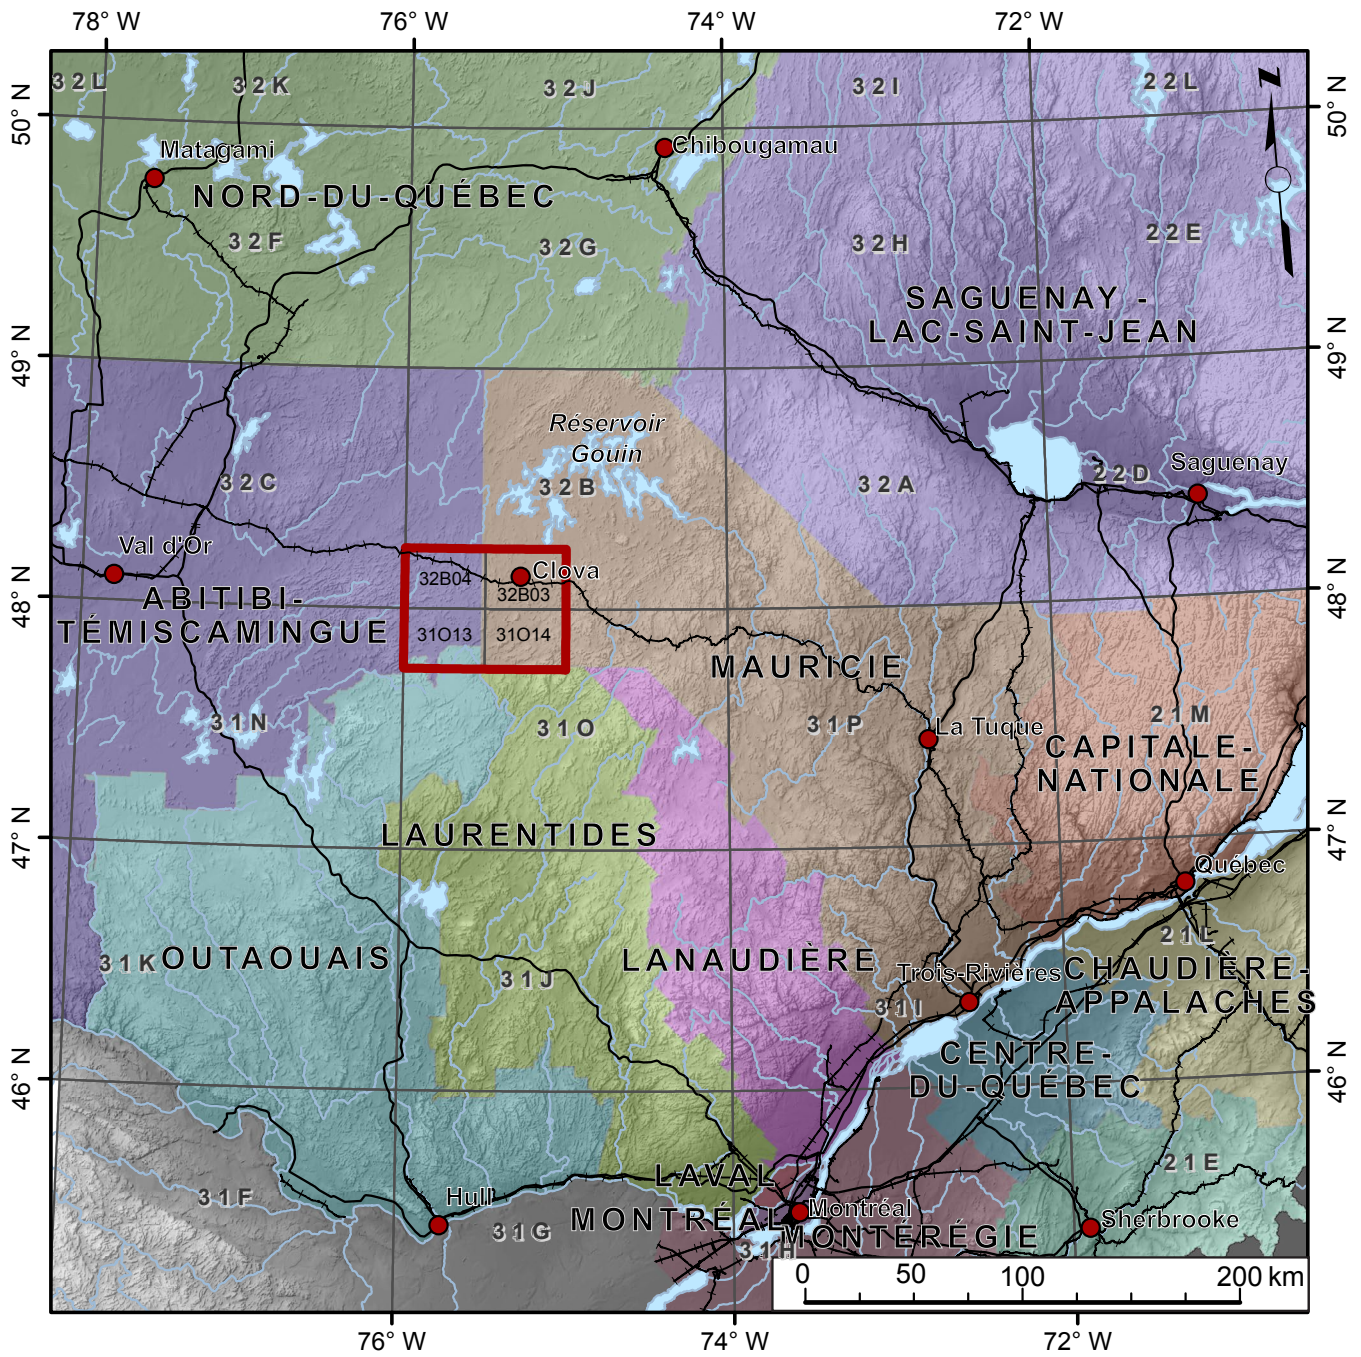 78° W 76° W 74° W 72° W
32L 32K 32J 32I 22L
50° N 50° N
Matagami Chibougamau
NORD-DU-QUÉBEC
32F 32G 32H 22E
SAGUENAY -
LAC-SAINT-JEAN
49° N 49° N
Réservoir
Gouin
32C 32B 32A 22D Saguenay
Val d'Or
Clova
32B04
32B03
48° N 48° N
ABITIBI-
TÉMISCAMINGUE
31O13 31O14
MAURICIE
31N 31O 31P 21M
La Tuque
CAPITALE-
NATIONALE
47° N 47° N
LAURENTIDES
Québec
21L
31K OUTAOUAIS 31J LANAUDIÈRE
Trois-Rivières
CHAUDIÈRE-
APPALACHES
31I
CENTRE-
DU-QUÉBEC
46° N 46° N
LAVAL
21E
31F Hull 31G
MONTRÉAL Montréal
MONTÉRÉGIE
Sherbrooke
31H
0 50 100 200 km
76° W 74° W 72° W
N